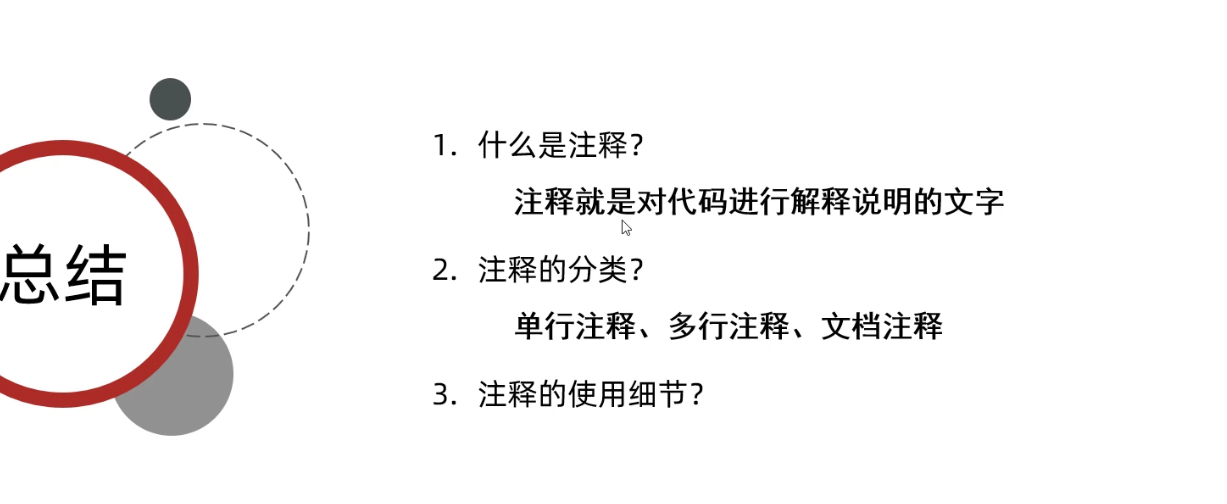 总结
1. 什么是注释?
注释就是对代码进行解释说明的文字
2. 注释的分类?
单行注释、多行注释、文档注释
3. 注释的使用细节?